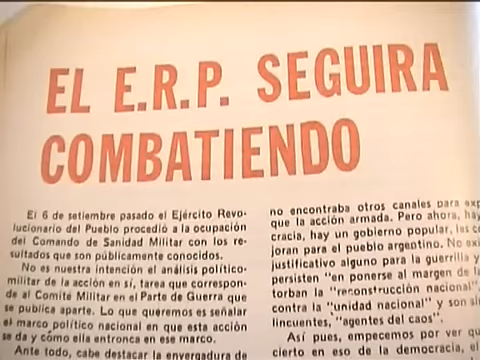 EL E.R.P. SEGUIRA
COMBATIENDO
El 6 de setiembre pasado el Ejército Revo-
lucionario del Pueblo procedió a la ocupación
del Comando de Sanidad Militar con los re-
sultados que son públicamente conocidos.
No es nuestra intención el análisis político-
militar de la acción en sí, tarea que correspon-
de al Comité Militar en el Parte de Guerra que
se publica aparte. Lo que queremos es señalar
el marco político nacional en que esta acción
se da y cómo ella entronca en ese marco.
Ante todo, cabe destacar la envergadura de
no encontraba otros canales para
que la acción armada. Pero ahora, hay
cracia, hay un gobierno popular, las
joran para el pueblo argentino. No
justificativo alguno para la guerrilla y
persisten "en ponerse al margen de
torban la "reconstrucción nacional",
contra la "unidad nacional" y son
lincuentes, "agentes del caos".
Así pues, empecemos por ver
cierto en eso de la democracia, el